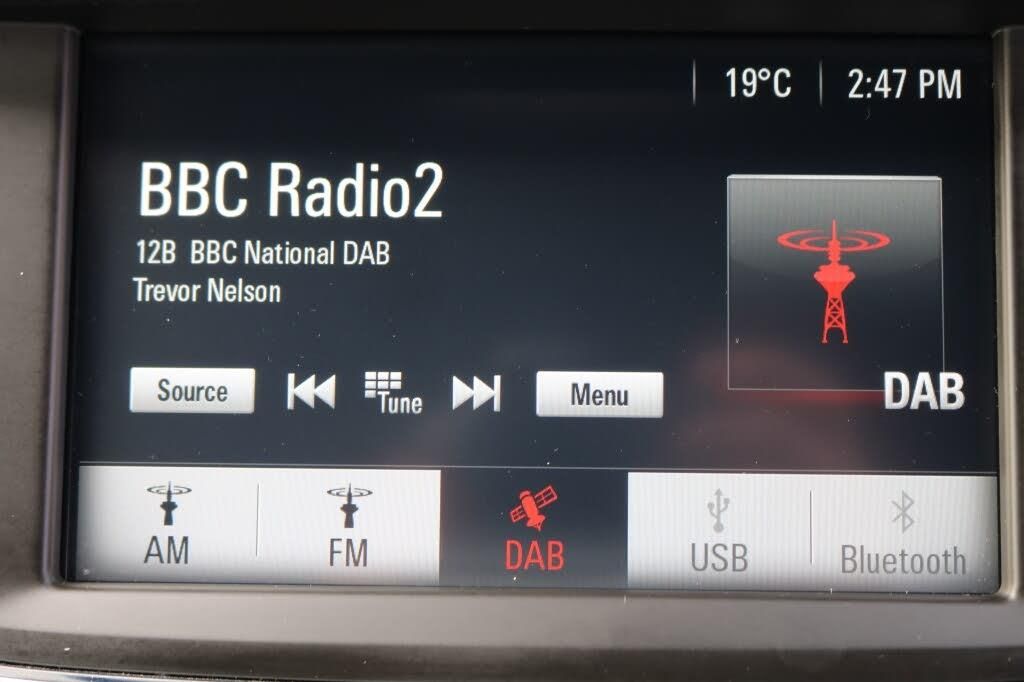 19°C 2:47 PM
BBC Radio2
12B BBC National DAB
Trevor Nelson
DAB
Source Tune Menu
AM FM DAB USB Bluetooth